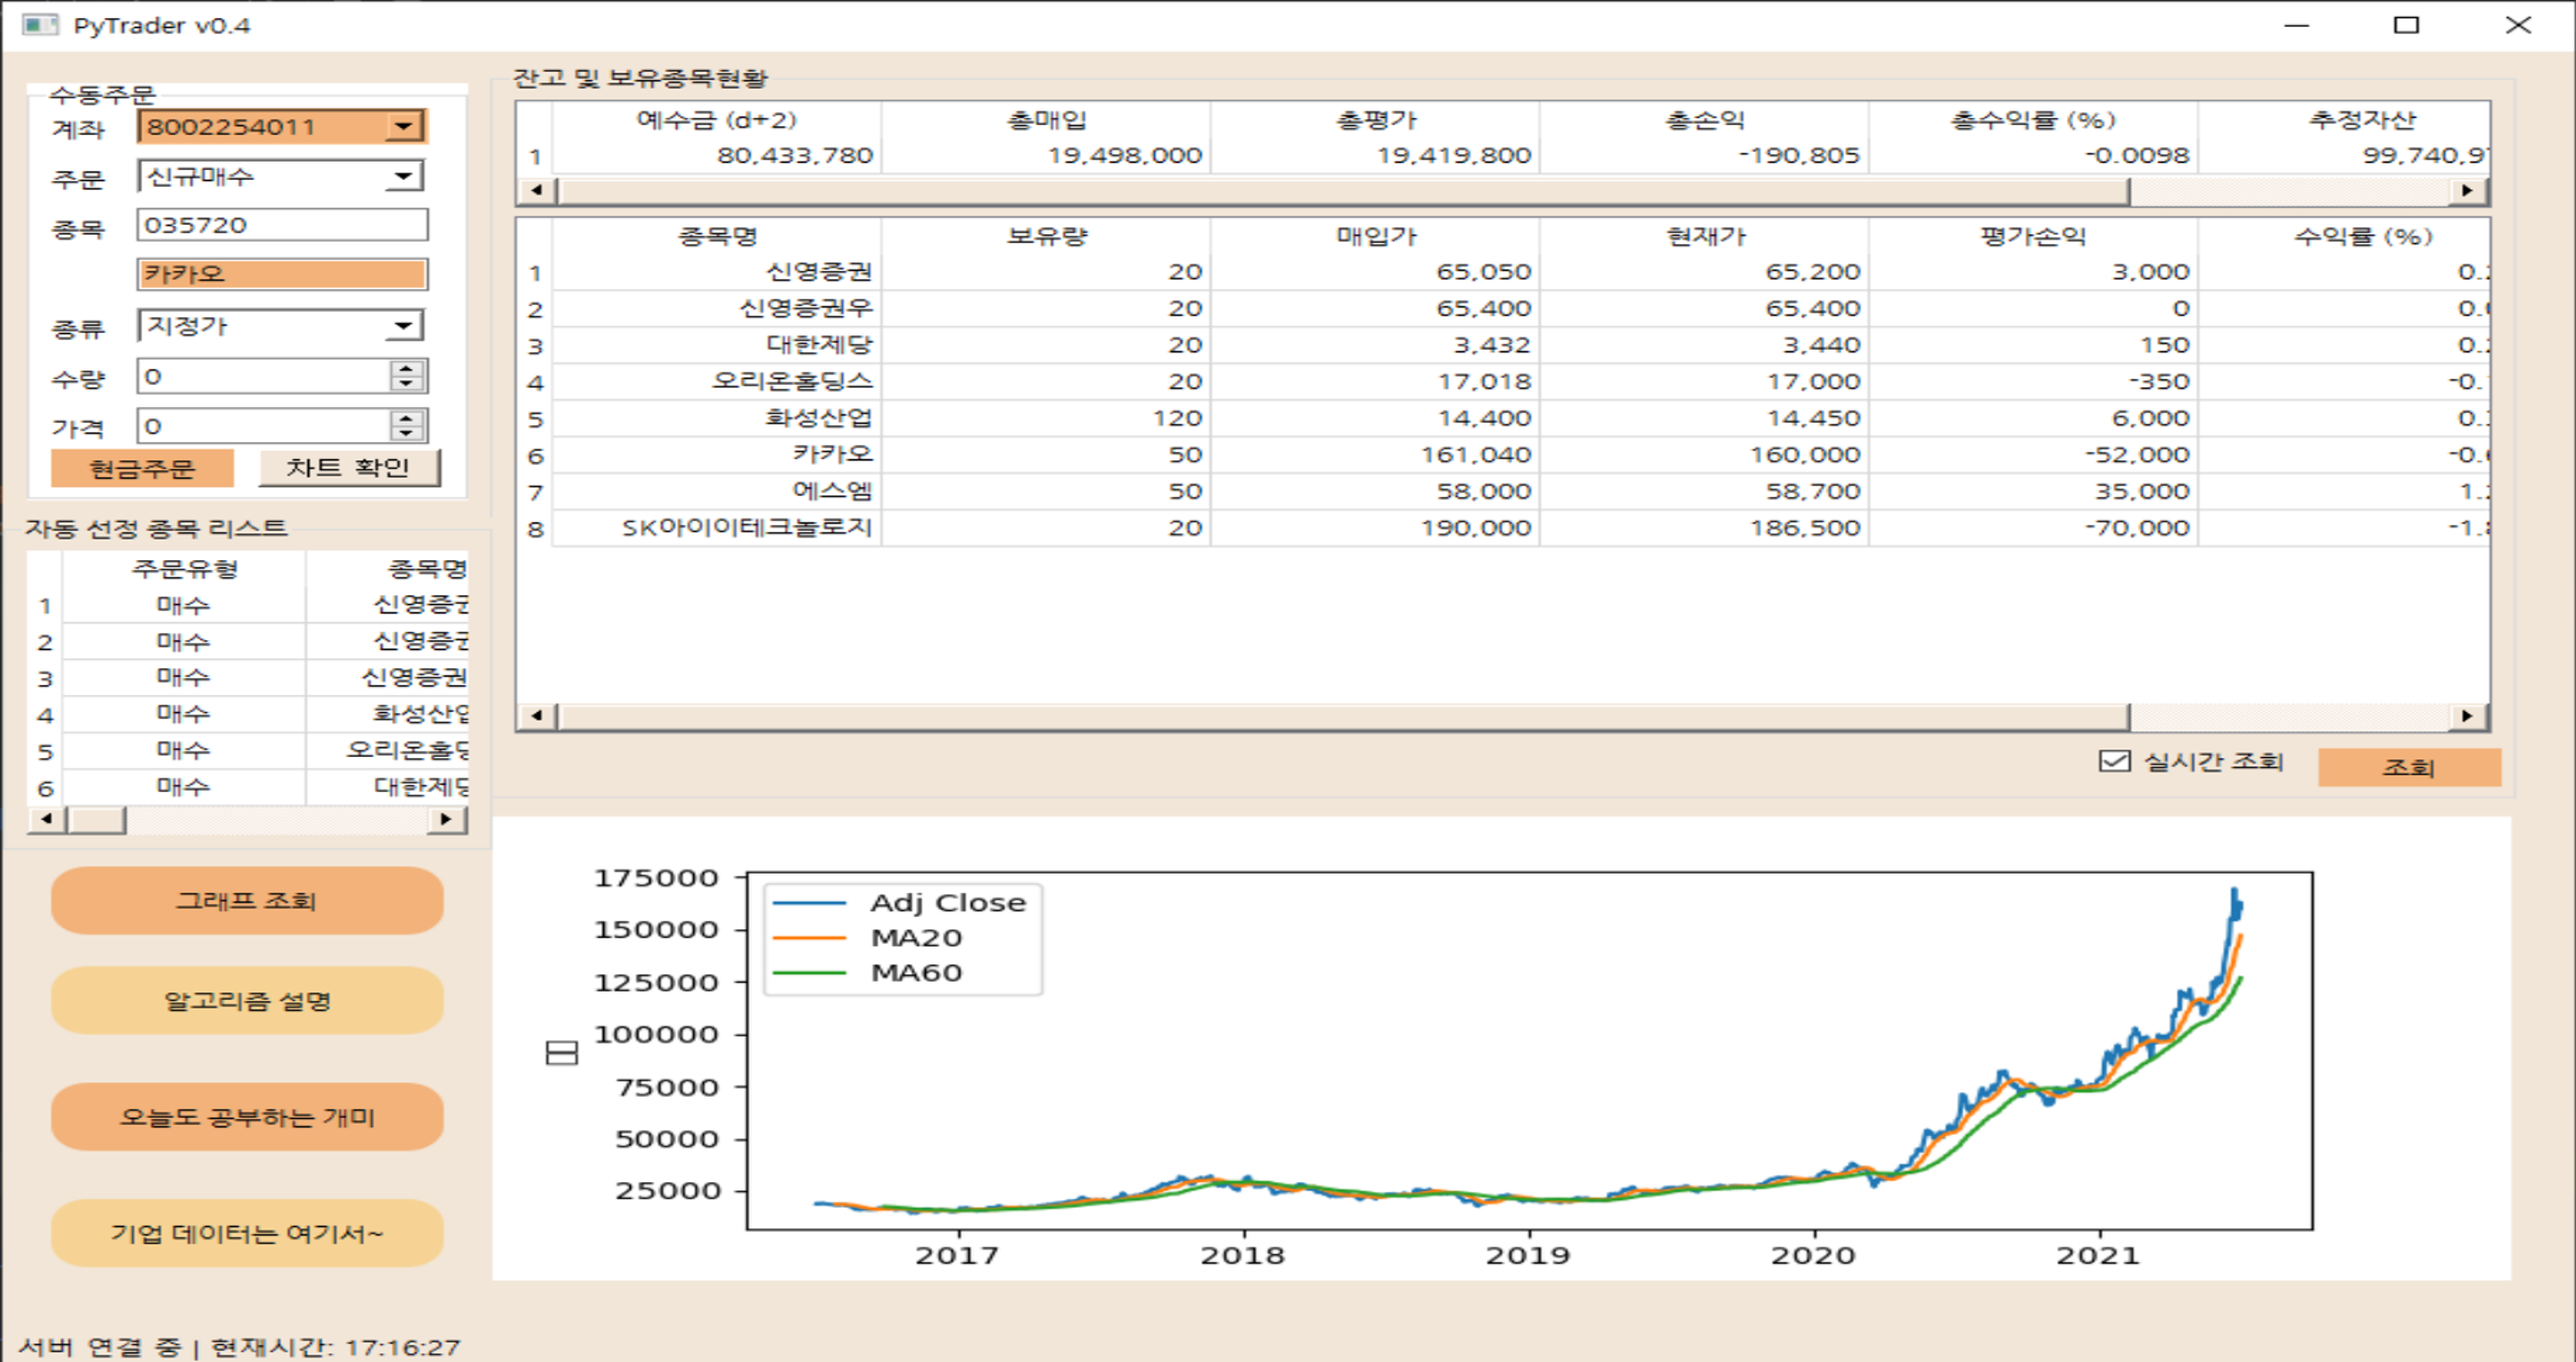 PyTrader v0.4
수동주문
계좌 8002254011
주문 신규매수
종목 035720
카카오
종류 지정가
수량 0
가격 0
현금주문 차트 확인
잔고 및 보유종목현황
예수금 (d+2) 총매입 총평가 총손익 총수익률 (%) 추정자산
1 80,433,780 19,498,000 19,419,800 -190,805 -0.0098 99,740,9
종목명 보유량 매입가 현재가 평가손익 수익률 (%)
1 신영증권 20 65,050 65,200 3,000 0.
2 신영증권우 20 65,400 65,400 0 0.
3 대한제당 20 3,432 3,440 150 0.
4 오리온홀딩스 20 17,018 17,000 -350 -0.
5 화성산업 120 14,400 14,450 6,000 0.
6 카카오 50 161,040 160,000 -52,000 -0.
7 에스엠 50 58,000 58,700 35,000 1.
8 SK아이이테크놀로지 20 190,000 186,500 -70,000 -1.
실시간 조회 조회
자동 선정 종목 리스트
주문유형 종목명
1 매수 신영증권
2 매수 신영증권
3 매수 신영증권
4 매수 화성산업
5 매수 오리온홀딩
6 매수 대한제당
그래프 조회
알고리즘 설명
오늘도 공부하는 개미
기업 데이터는 여기서~
175000
150000
125000
100000
75000
50000
25000
Adj Close
MA20
MA60
2017 2018 2019 2020 2021
서버 연결 중 | 현재시간: 17:16:27